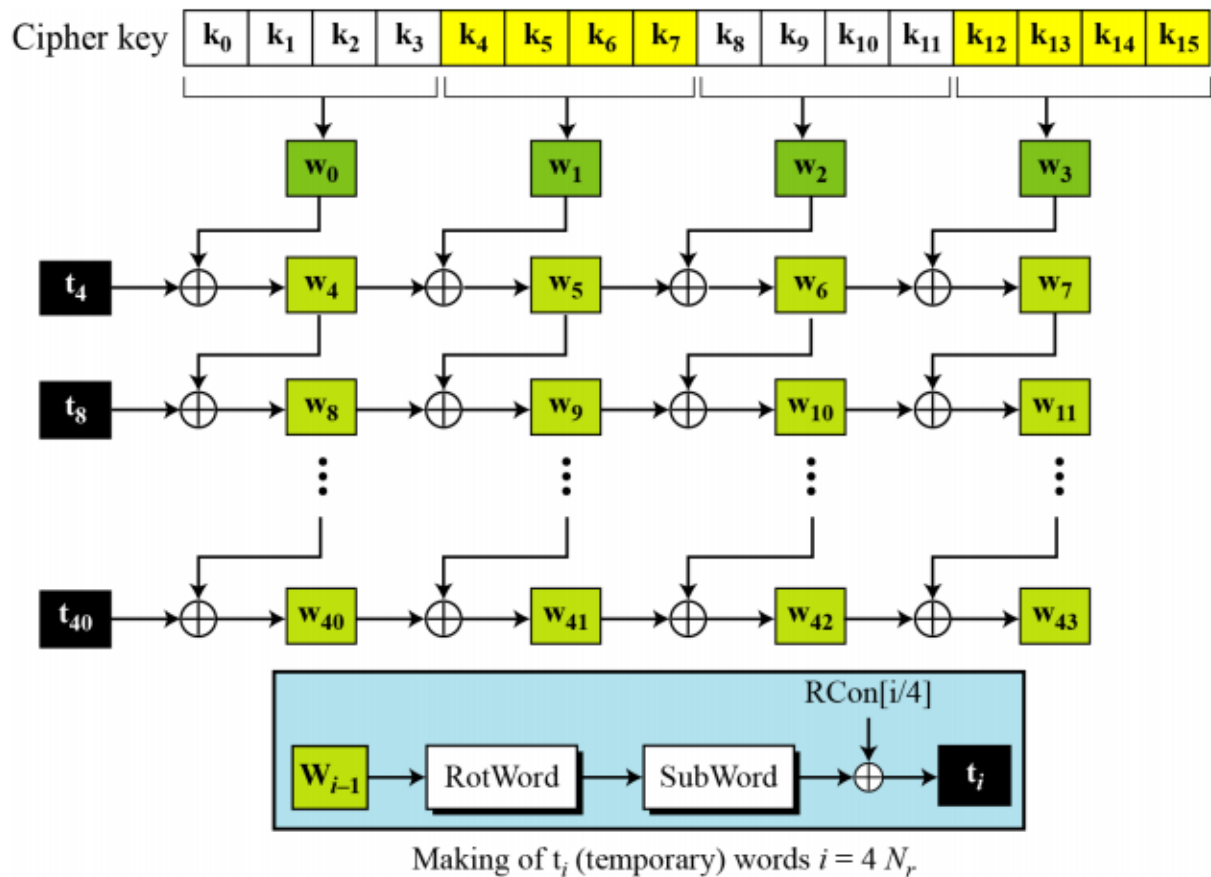 Cipher key k₀ k₁ k₂ k₃ k₄ k₅ k₆ k₇ k₈ k₉ k₁₀ k₁₁ k₁₂ k₁₃ k₁₄ k₁₅
w₀ w₁ w₂ w₃
t₄ w₄ w₅ w₆ w₇
t₈ w₈ w₉ w₁₀ w₁₁
t₄₀ w₄₀ w₄₁ w₄₂ w₄₃
RCon[i/4]
Wᵢ₋₁ RotWord SubWord tᵢ
Making of tᵢ (temporary) words i = 4 Nᵣ